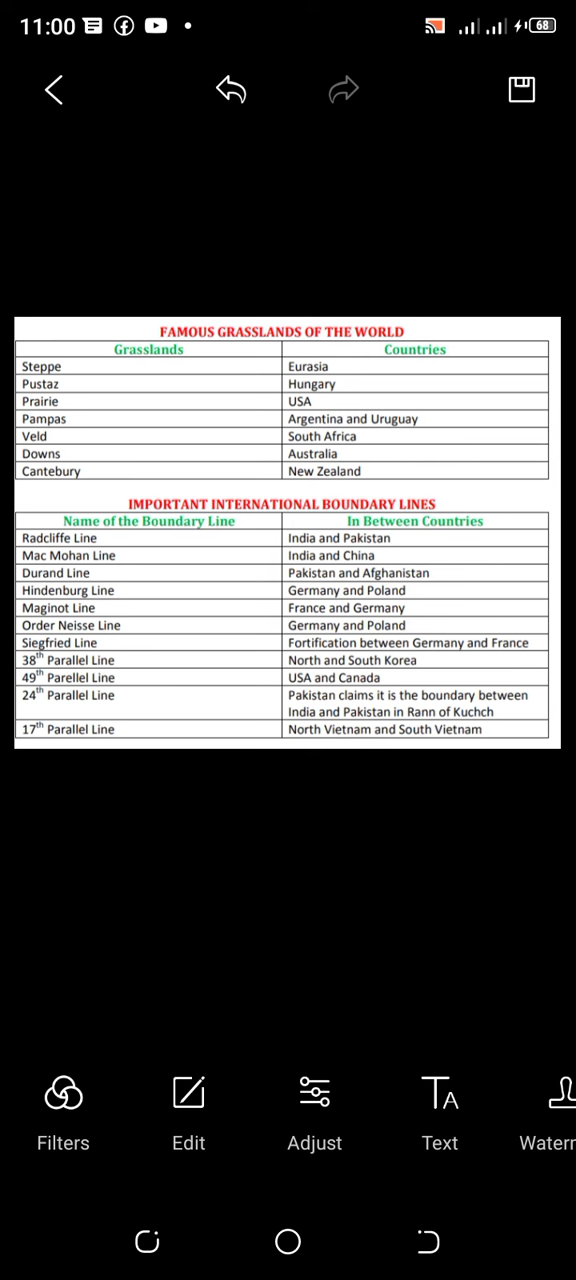 11:00
68
FAMOUS GRASSLANDS OF THE WORLD
Grasslands Countries
Steppe Eurasia
Pustaz Hungary
Prairie USA
Pampas Argentina and Uruguay
Veld South Africa
Downs Australia
Cantebury New Zealand
IMPORTANT INTERNATIONAL BOUNDARY LINES
Name of the Boundary Line In Between Countries
Radcliffe Line India and Pakistan
Mac Mohan Line India and China
Durand Line Pakistan and Afghanistan
Hindenburg Line Germany and Poland
Maginot Line France and Germany
Order Neisse Line Germany and Poland
Siegfried Line Fortification between Germany and France
38th Parallel Line North and South Korea
49th Parellel Line USA and Canada
24th Parallel Line Pakistan claims it is the boundary between
India and Pakistan in Rann of Kuchch
17th Parallel Line North Vietnam and South Vietnam
Filters Edit Adjust Text Watern